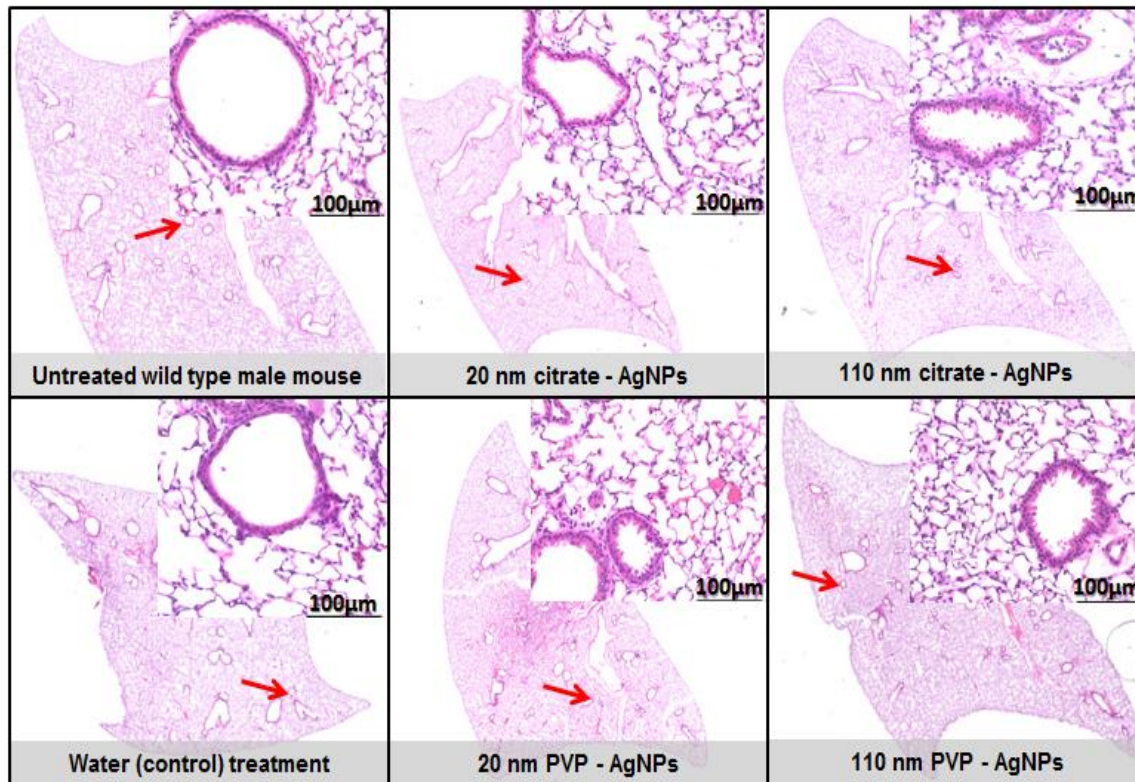 100µm
Untreated wild type male mouse
100µm
20 nm citrate - AgNPs
100µm
110 nm citrate - AgNPs
100µm
Water (control) treatment
100µm
20 nm PVP - AgNPs
100µm
110 nm PVP - AgNPs